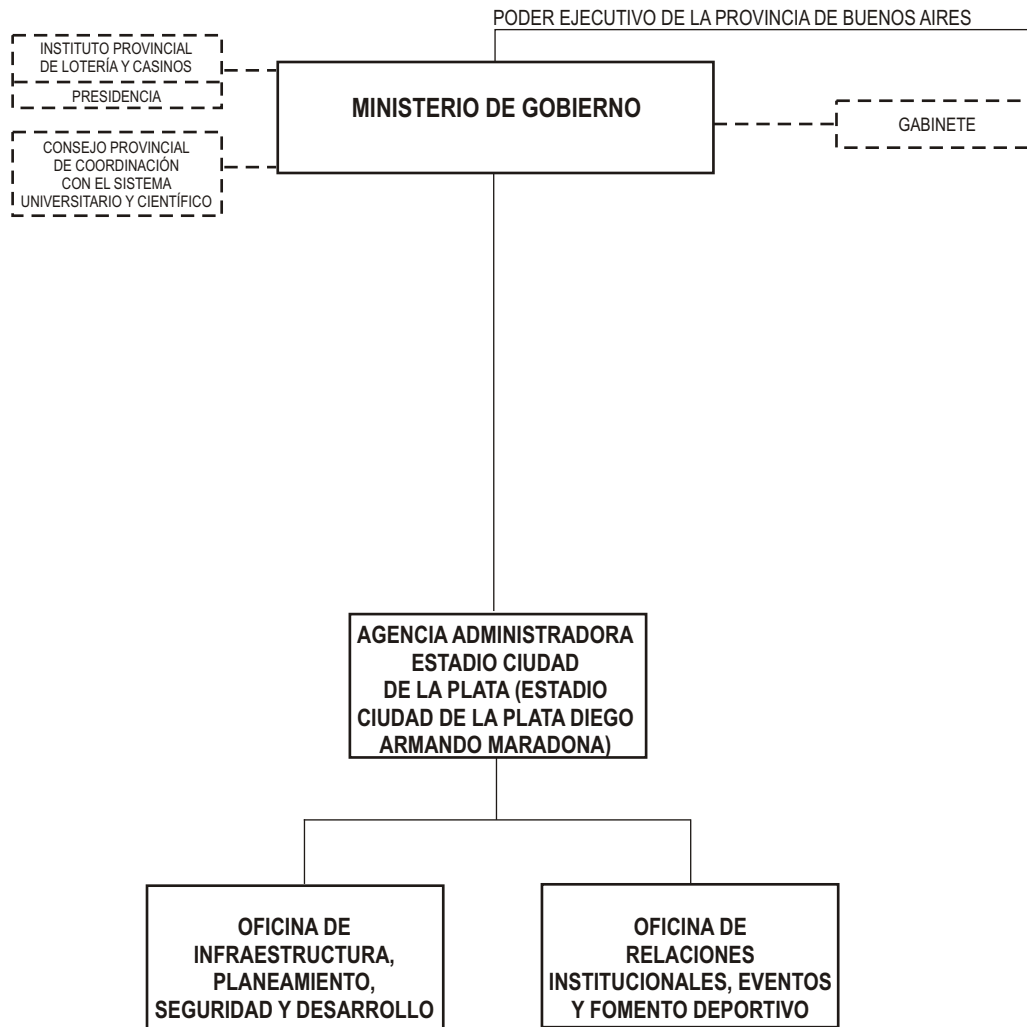 PODER EJECUTIVO DE LA PROVINCIA DE BUENOS AIRES
INSTITUTO PROVINCIAL
DE LOTERÍA Y CASINOS
PRESIDENCIA
MINISTERIO DE GOBIERNO
GABINETE
CONSEJO PROVINCIAL
DE COORDINACIÓN
CON EL SISTEMA
UNIVERSITARIO Y CIENTÍFICO
AGENCIA ADMINISTRADORA
ESTADIO CIUDAD
DE LA PLATA (ESTADIO
CIUDAD DE LA PLATA DIEGO
ARMANDO MARADONA)
OFICINA DE
INFRAESTRUCTURA,
PLANEAMIENTO,
SEGURIDAD Y DESARROLLO
OFICINA DE
RELACIONES
INSTITUCIONALES, EVENTOS
Y FOMENTO DEPORTIVO